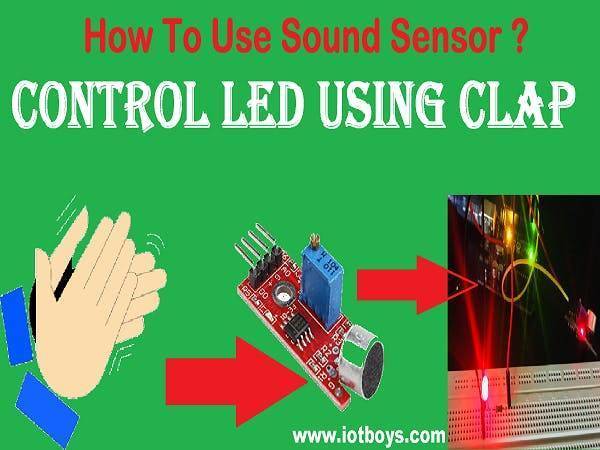 How To Use Sound Sensor ?
CONTROL LED USING CLAP
www.iotboys.com